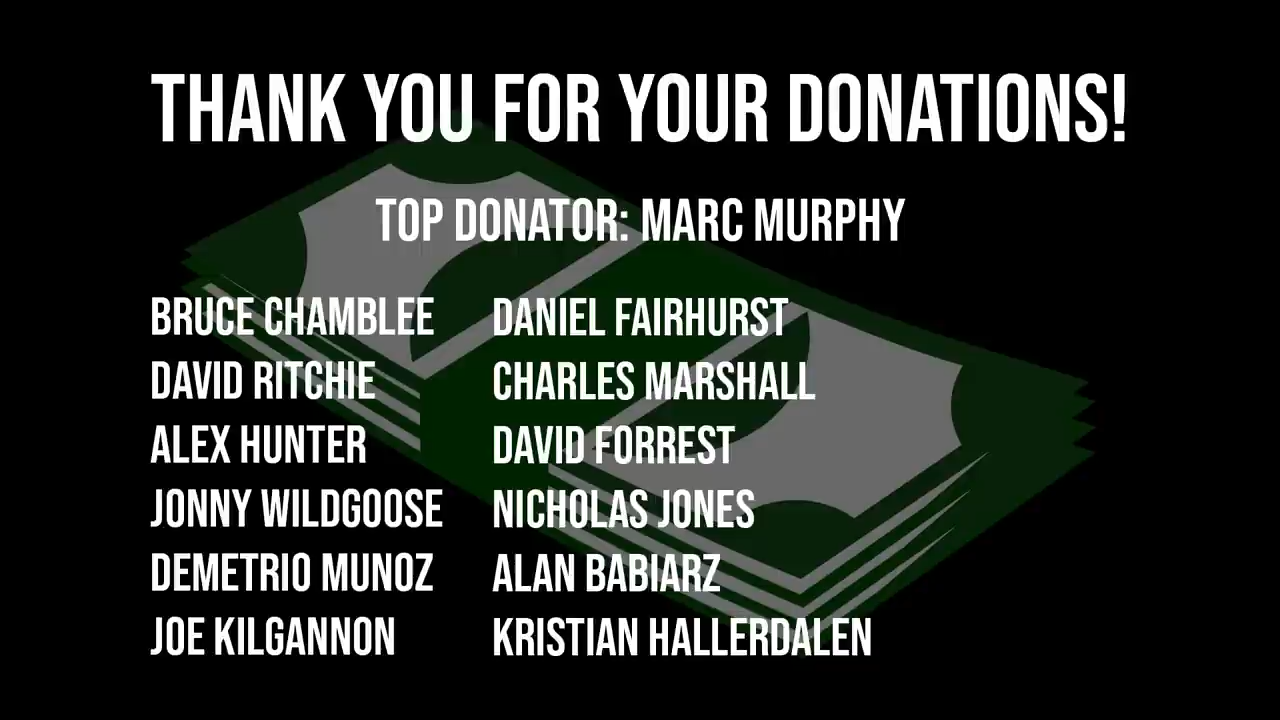 THANK YOU FOR YOUR DONATIONS!
TOP DONATOR: MARC MURPHY
BRUCE CHAMBLEE
DAVID RITCHIE
ALEX HUNTER
JONNY WILDGOOSE
DEMETRIO MUNOZ
JOE KILGANNON
DANIEL FAIRHURST
CHARLES MARSHALL
DAVID FORREST
NICHOLAS JONES
ALAN BABIARZ
KRISTIAN HALLERDALEN